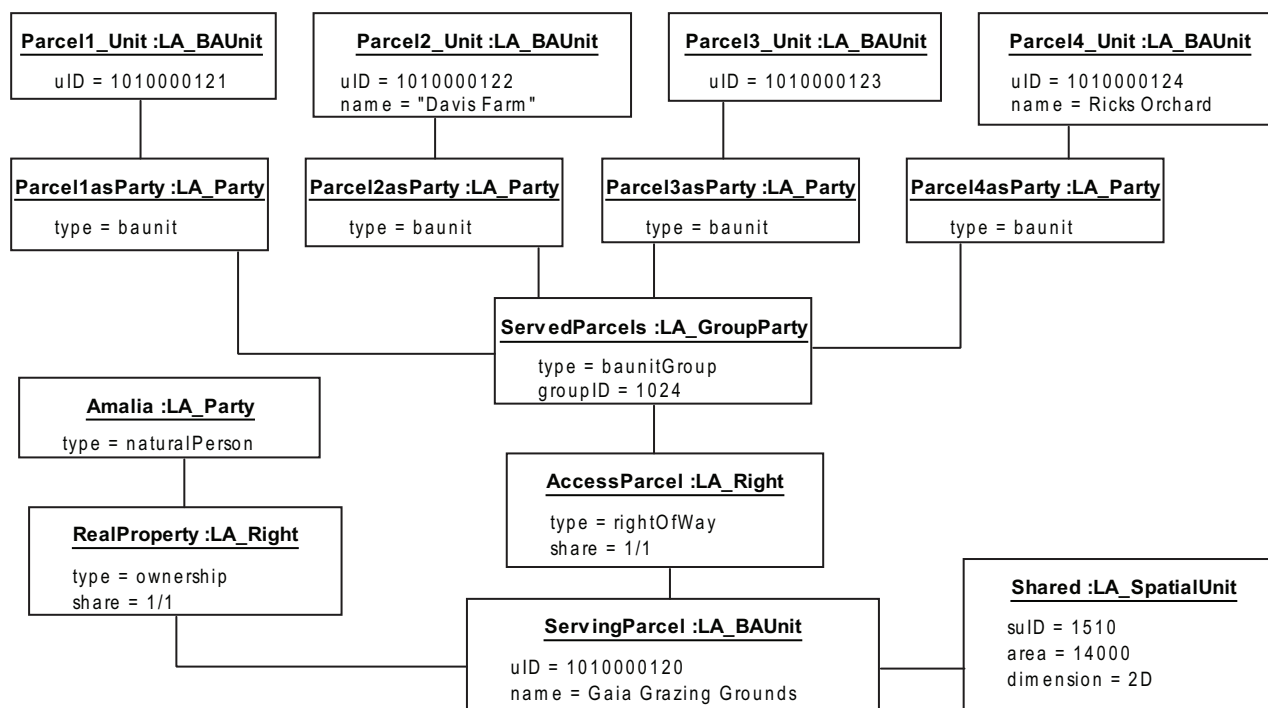 Parcel1_Unit :LA_BAUnit
uID = 1010000121
Parcel2_Unit :LA_BAUnit
uID = 1010000122
name = "Davis Farm"
Parcel3_Unit :LA_BAUnit
uID = 1010000123
Parcel4_Unit :LA_BAUnit
uID = 1010000124
name = Ricks Orchard
Parcel1asParty :LA_Party
type = baunit
Parcel2asParty :LA_Party
type = baunit
Parcel3asParty :LA_Party
type = baunit
Parcel4asParty :LA_Party
type = baunit
ServedParcels :LA_GroupParty
type = baunitGroup
groupID = 1024
Amalia :LA_Party
type = naturalPerson
AccessParcel :LA_Right
type = rightOfWay
share = 1/1
RealProperty :LA_Right
type = ownership
share = 1/1
ServingParcel :LA_BAUnit
uID = 1010000120
name = Gaia Grazing Grounds
Shared :LA_SpatialUnit
suID = 1510
area = 14000
dimension = 2D